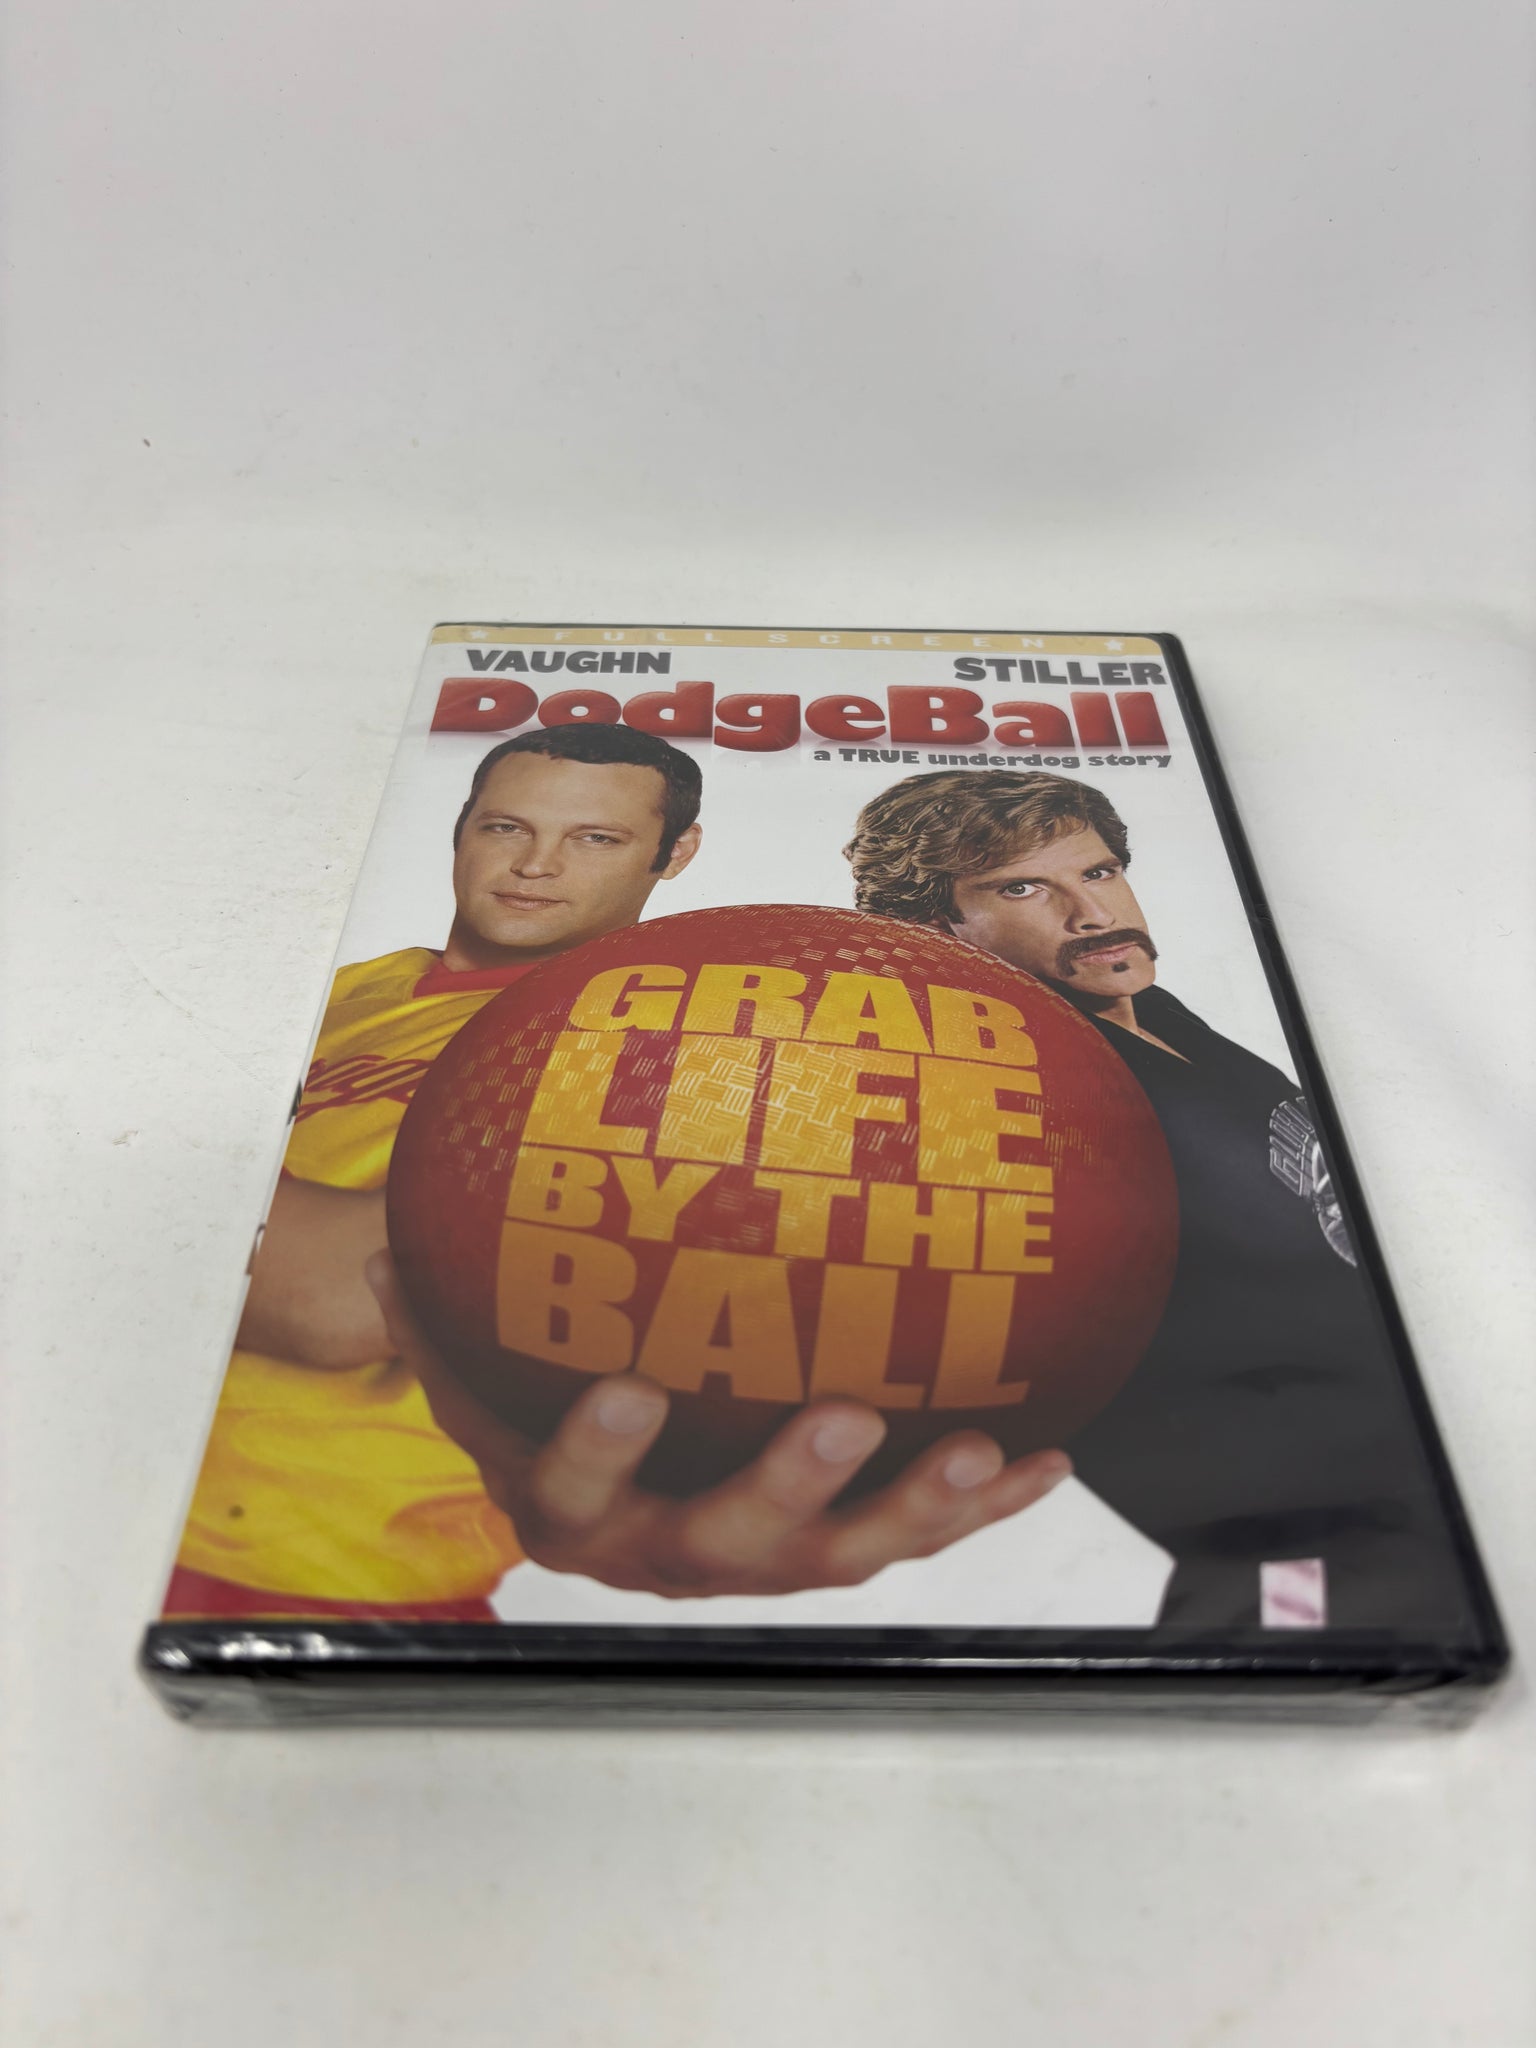 FULL SCREEN
VAUGHN STILLER
DodgeBall
a TRUE underdog story
GRAB
LIFE
BY THE
BALL